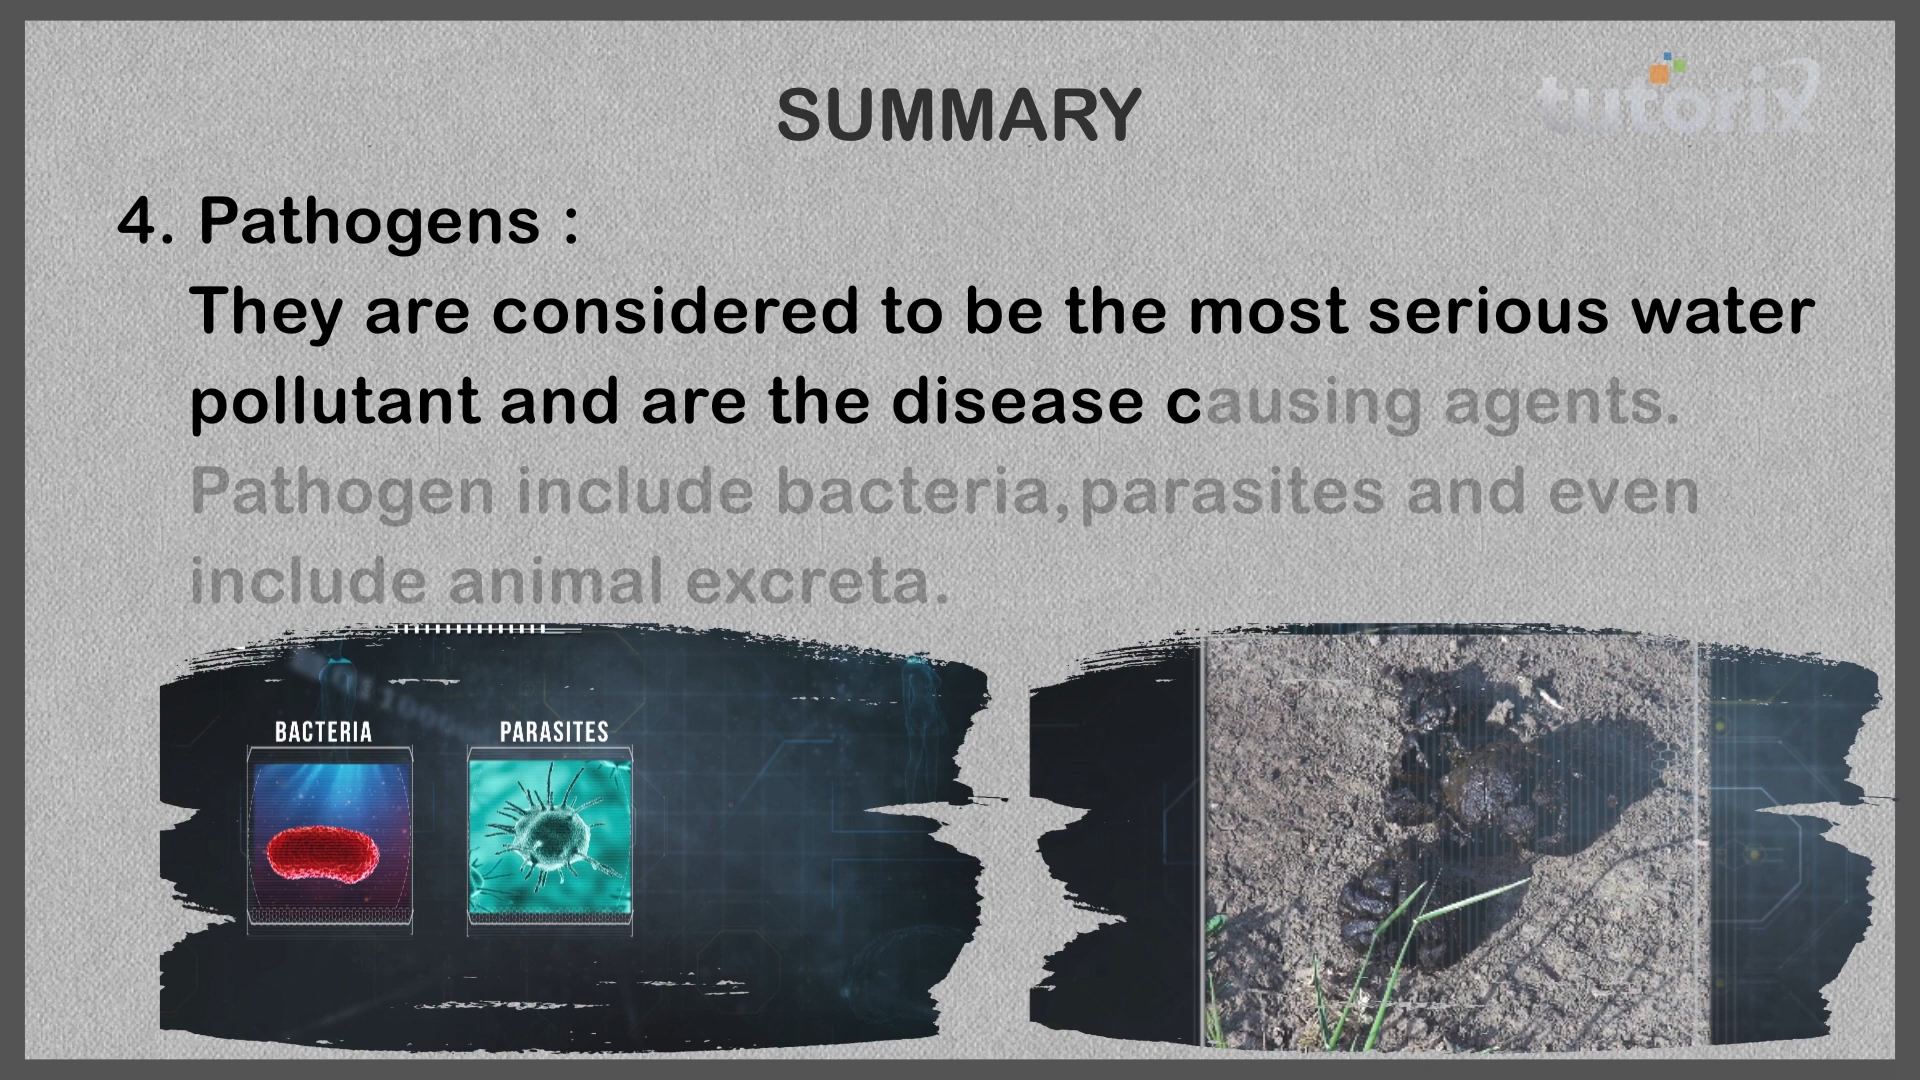 SUMMARY
tutorix
4. Pathogens :
They are considered to be the most serious water
pollutant and are the disease causing agents.
Pathogen include bacteria,parasites and even
include animal excreta.
BACTERIA
PARASITES